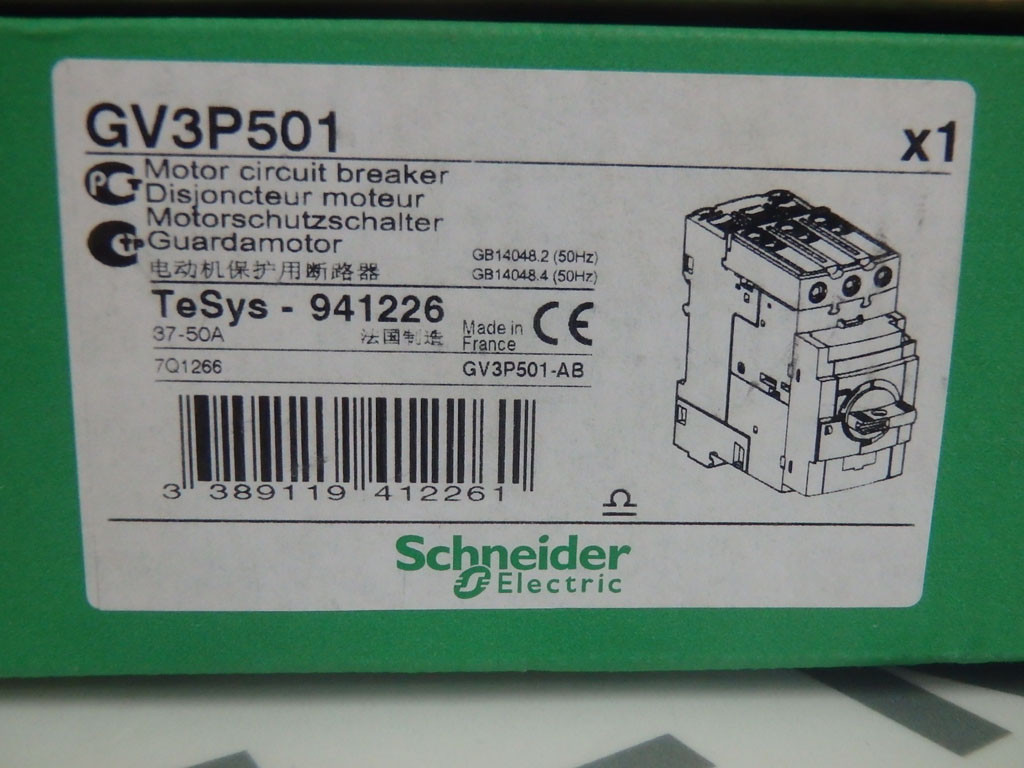 GV3P501
x1
Motor circuit breaker
Disjoncteur moteur
Motorschutzschalter
Guardamotor
电动机保护用断路器
GB14048.2 (50Hz)
GB14048.4 (50Hz)
TeSys - 941226
37-50A
法国制造
Made in
France
CE
7Q1266
GV3P501-AB
3 389119 412261
Schneider
Electric